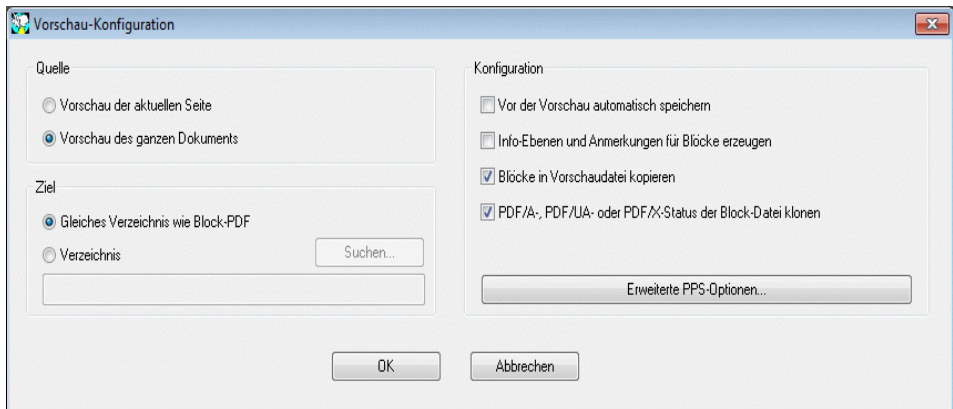 Vorschau-Konfiguration
Quelle
Vorschau der aktuellen Seite
Vorschau des ganzen Dokuments
Ziel
Gleiches Verzeichnis wie Block-PDF
Verzeichnis
Suchen...
Konfiguration
Vor der Vorschau automatisch speichern
Info-Ebenen und Anmerkungen für Blöcke erzeugen
Blöcke in Vorschaudatei kopieren
PDF/A-, PDF/UA- oder PDF/X-Status der Block-Datei klonen
Erweiterte PPS-Optionen...
OK
Abbrechen